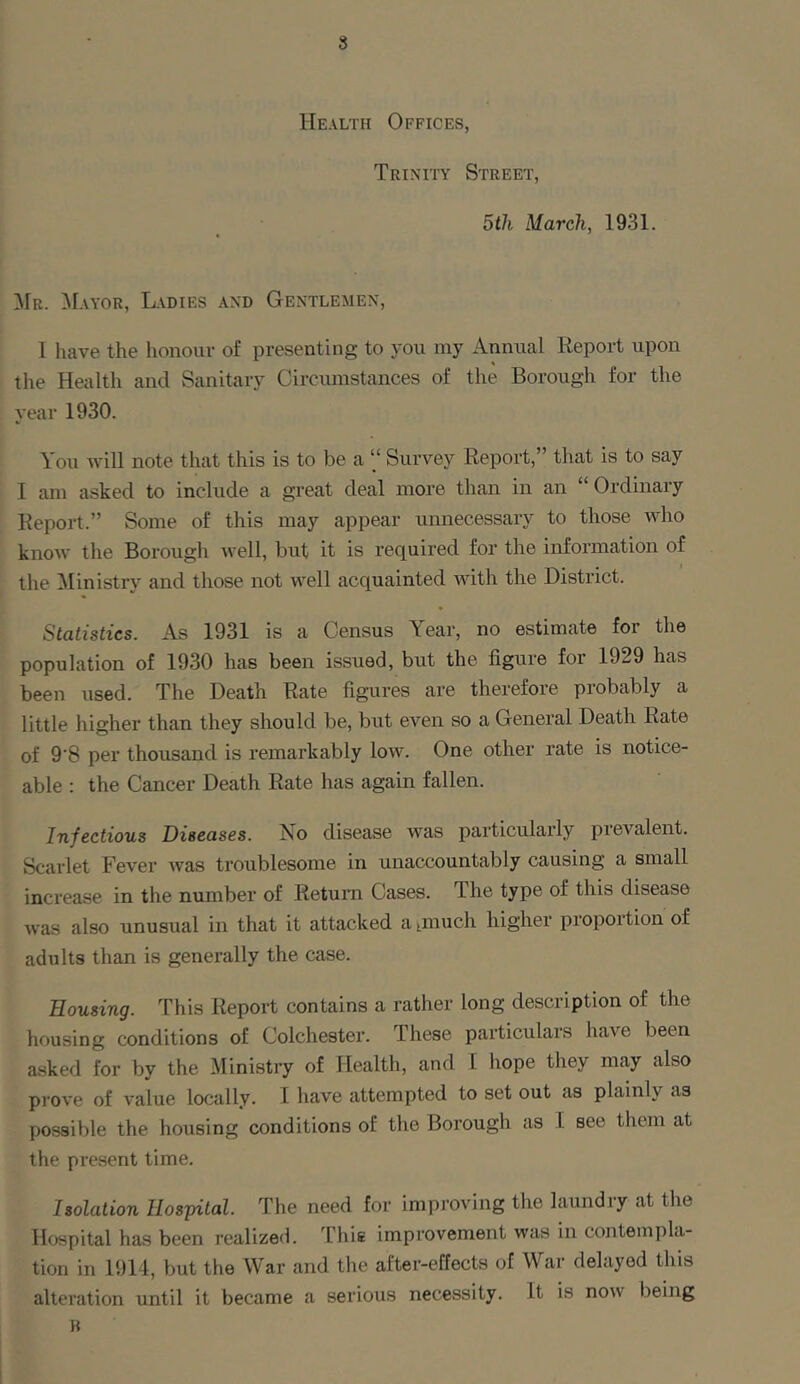 3
Health Offices,
Trinity Street,
5th March, 1931.
Mr. Mayor, Ladies and Gentlemen,
I have the honour of presenting to you my Annual Report upon
the Health and Sanitary Circumstances of the Borough for the
year 1930.
You will note that this is to be a “ Survey Report,” that is to say
I am asked to include a great deal more than in an “ Ordinary
Report.” Some of this may appear unnecessary to those who
know the Borough well, but it is required for the information of
the Ministry and those not well acquainted with the District.
Statistics. As 1931 is a Census Year, no estimate for the
population of 1930 has been issued, but the figure for 1929 has
been used. The Death Rate figures are therefore probably a
little higher than they should be, but even so a General Death Rate
of 9·8 per thousand is remarkably low. One other rate is notice-
able : the Cancer Death Rate has again fallen.
Infectious Diseases. No disease was particularly prevalent.
Scarlet Fever was troublesome in unaccountably causing a small
increase in the number of Return Cases. The type of this disease
was also unusual in that it attacked a much higher proportion of
adults than is generally the case.
Housing. This Report contains a rather long description of the
housing conditions of Colchester. These particulars have been
asked for by the Ministry of Health, and I hope they may also
prove of value locally. I have attempted to set out as plainly as
possible the housing conditions of the Borough as I see them at
the present time.
Isolation Hospital. The need for improving the laundry at the
Hospital has been realized. This improvement was in contempla-
tion in 1914, but the War and the after-effects of War delayed this
alteration until it became a serious necessity. It is now being
B